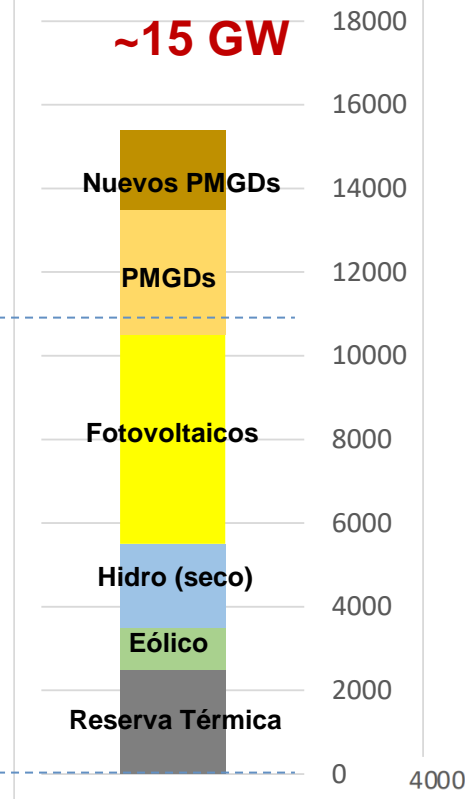 ~15 GW
18000
16000
Nuevos PMGDs
14000
PMGDs
12000
10000
Fotovoltaicos
8000
6000
Hidro (seco)
4000
Eólico
2000
Reserva Térmica
0
4000